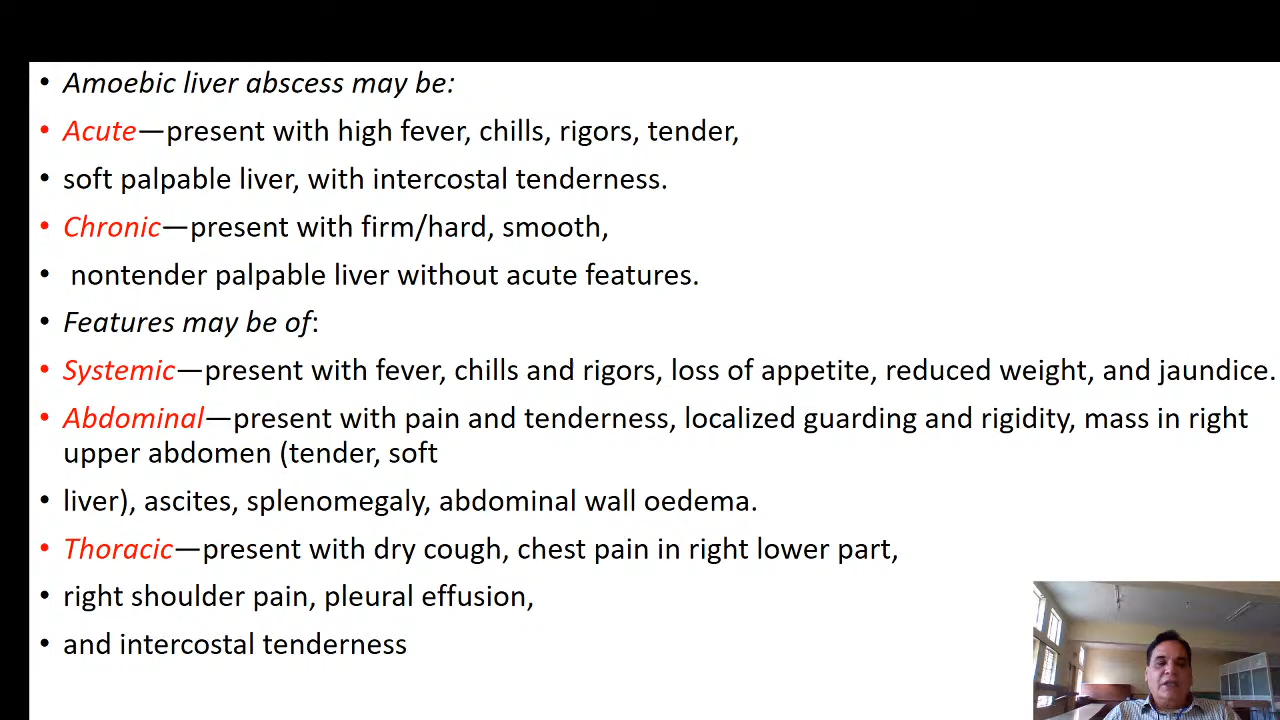 • Amoebic liver abscess may be:
• Acute—present with high fever, chills, rigors, tender,
• soft palpable liver, with intercostal tenderness.
• Chronic—present with firm/hard, smooth,
• nontender palpable liver without acute features.
• Features may be of:
• Systemic—present with fever, chills and rigors, loss of appetite, reduced weight, and jaundice.
• Abdominal—present with pain and tenderness, localized guarding and rigidity, mass in right
upper abdomen (tender, soft
• liver), ascites, splenomegaly, abdominal wall oedema.
• Thoracic—present with dry cough, chest pain in right lower part,
• right shoulder pain, pleural effusion,
• and intercostal tenderness